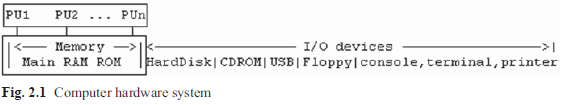 PU1 PU2 ... PUn
|<—— Memory ——>|<———————— I/O devices ————————>|
Main RAM ROM HardDisk|CDROM|USB|Floppy|console,terminal,printer
Fig. 2.1 Computer hardware system